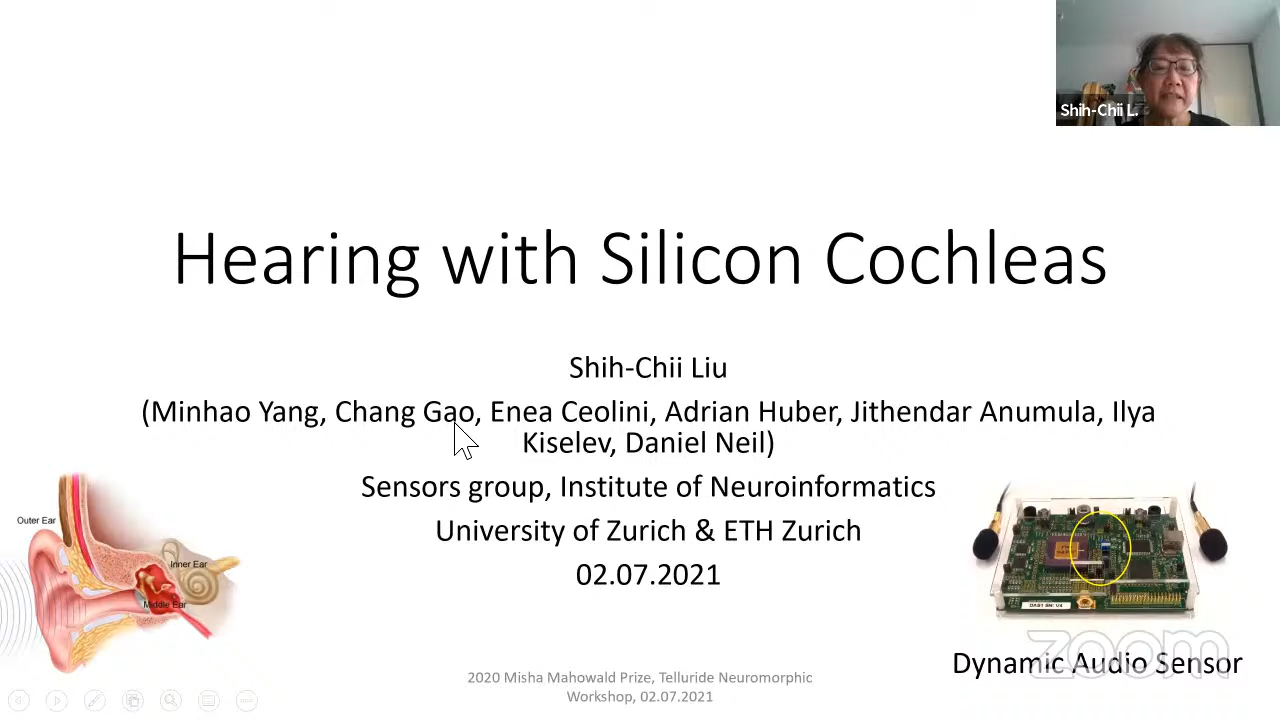 Shih-Chii L.
Hearing with Silicon Cochleas
Shih-Chii Liu
(Minhao Yang, Chang Gao, Enea Ceolini, Adrian Huber, Jithendar Anumula, Ilya
Kiselev, Daniel Neil)
Sensors group, Institute of Neuroinformatics
University of Zurich & ETH Zurich
02.07.2021
Outer Ear
Inner Ear
Middle Ear
zoom
Dynamic Audio Sensor
2020 Misha Mahowald Prize, Telluride Neuromorphic
Workshop, 02.07.2021